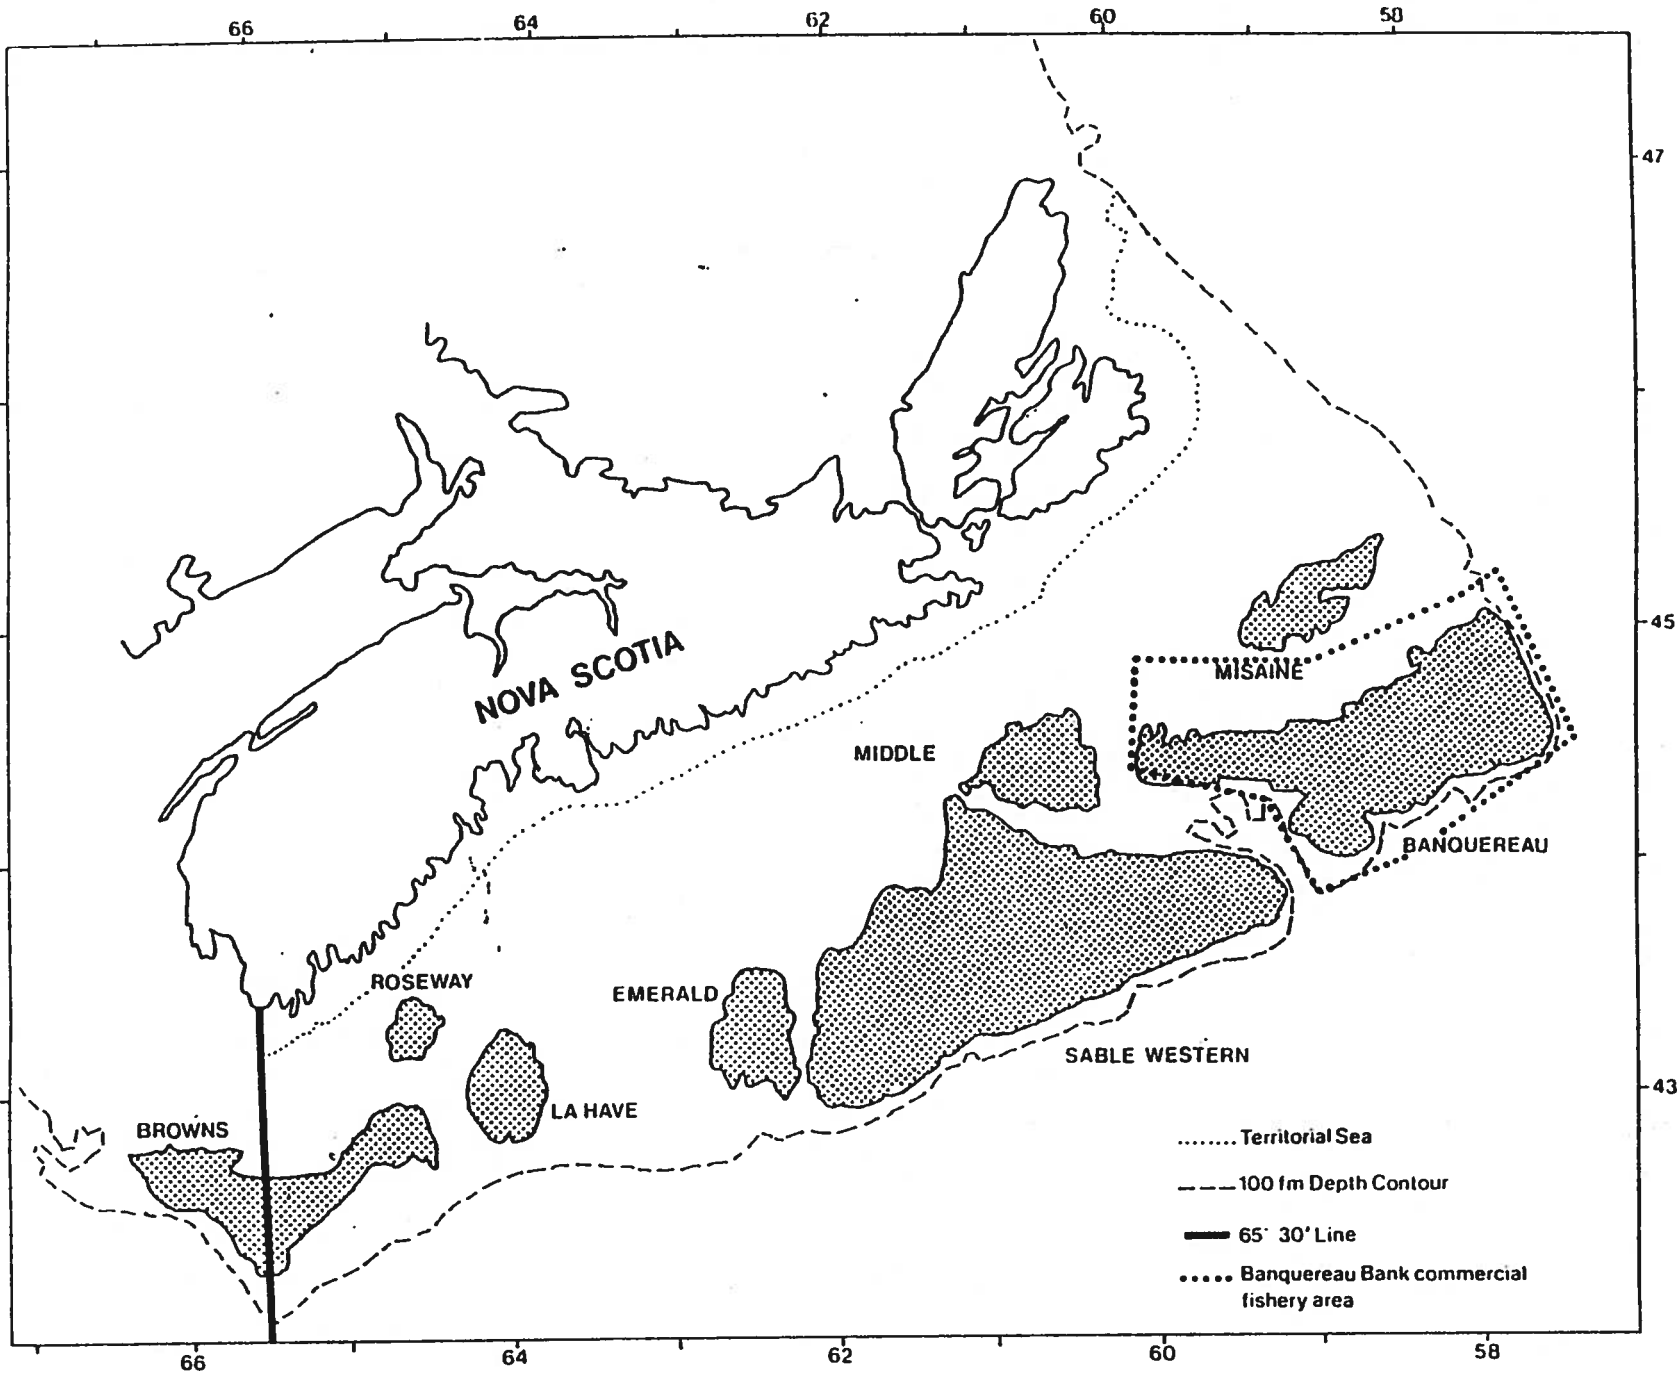 66 64 62 60 58
47
45
NOVA SCOTIA
MISAINE
MIDDLE
BANQUEREAU
ROSEWAY
EMERALD
SABLE WESTERN
43
LA HAVE
BROWNS
Territorial Sea
100 fm Depth Contour
65° 30' Line
Banquereau Bank commercial
fishery area
66 64 62 60 58